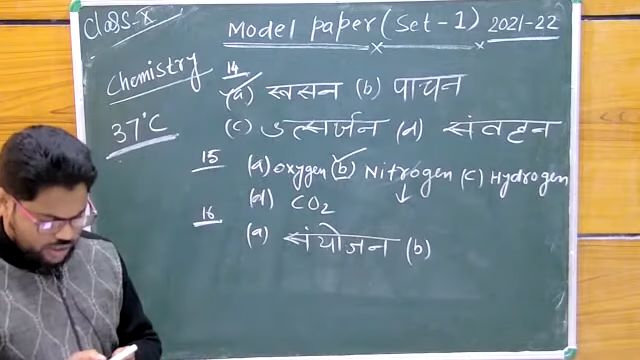 Class-X
Model paper (Set-1) 2021-22
Chemistry
37°C
14 (a) श्वसन (b) पाचन
(c) उत्सर्जन (d) संवहन
15 (a) Oxygen (b) Nitrogen (c) Hydrogen
(d) CO2
16 (a) संयोजन (b)